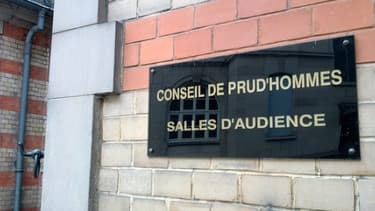 CONSEIL DE PRUD'HOMMES
SALLES D'AUDIENCE